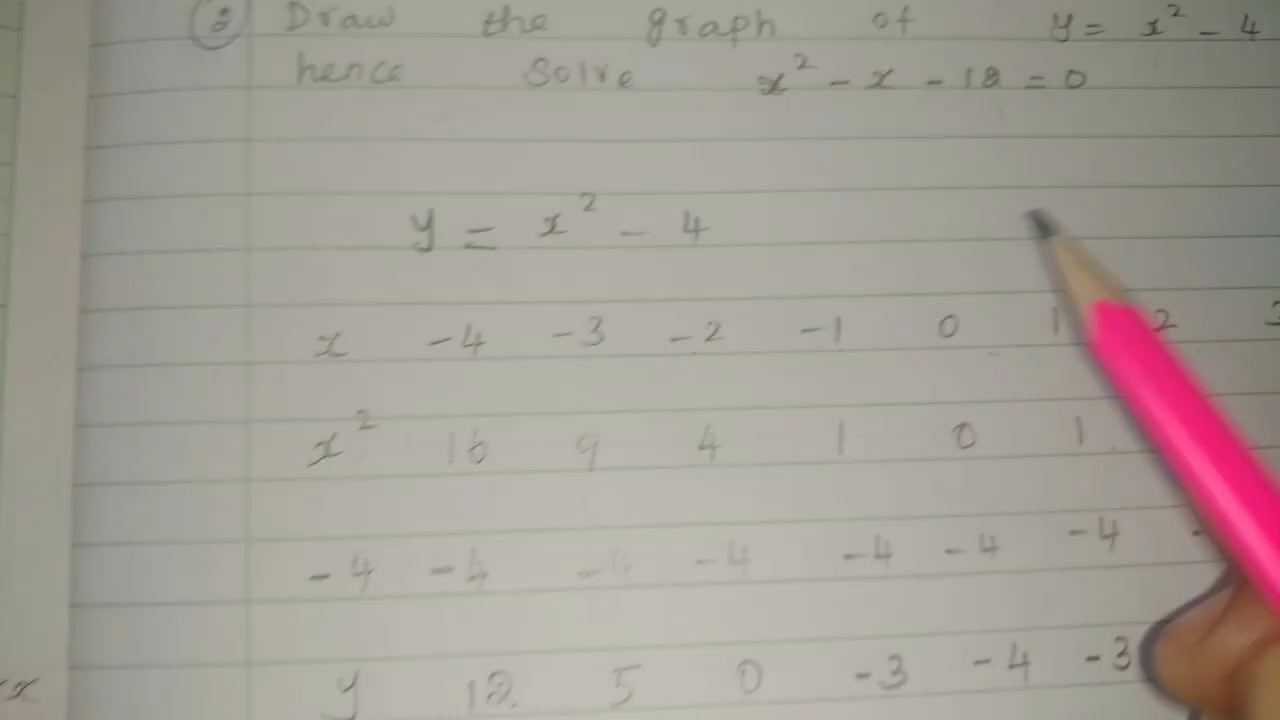 ③ Draw the graph of y = x² - 4
hence Solve x² - x - 18 = 0
y = x² - 4
x -4 -3 -2 -1 0 1 2
x² 16 9 4 1 0 1
-4 -4 -4 -4 -4 -4 -4
y 12 5 0 -3 -4 -3
x